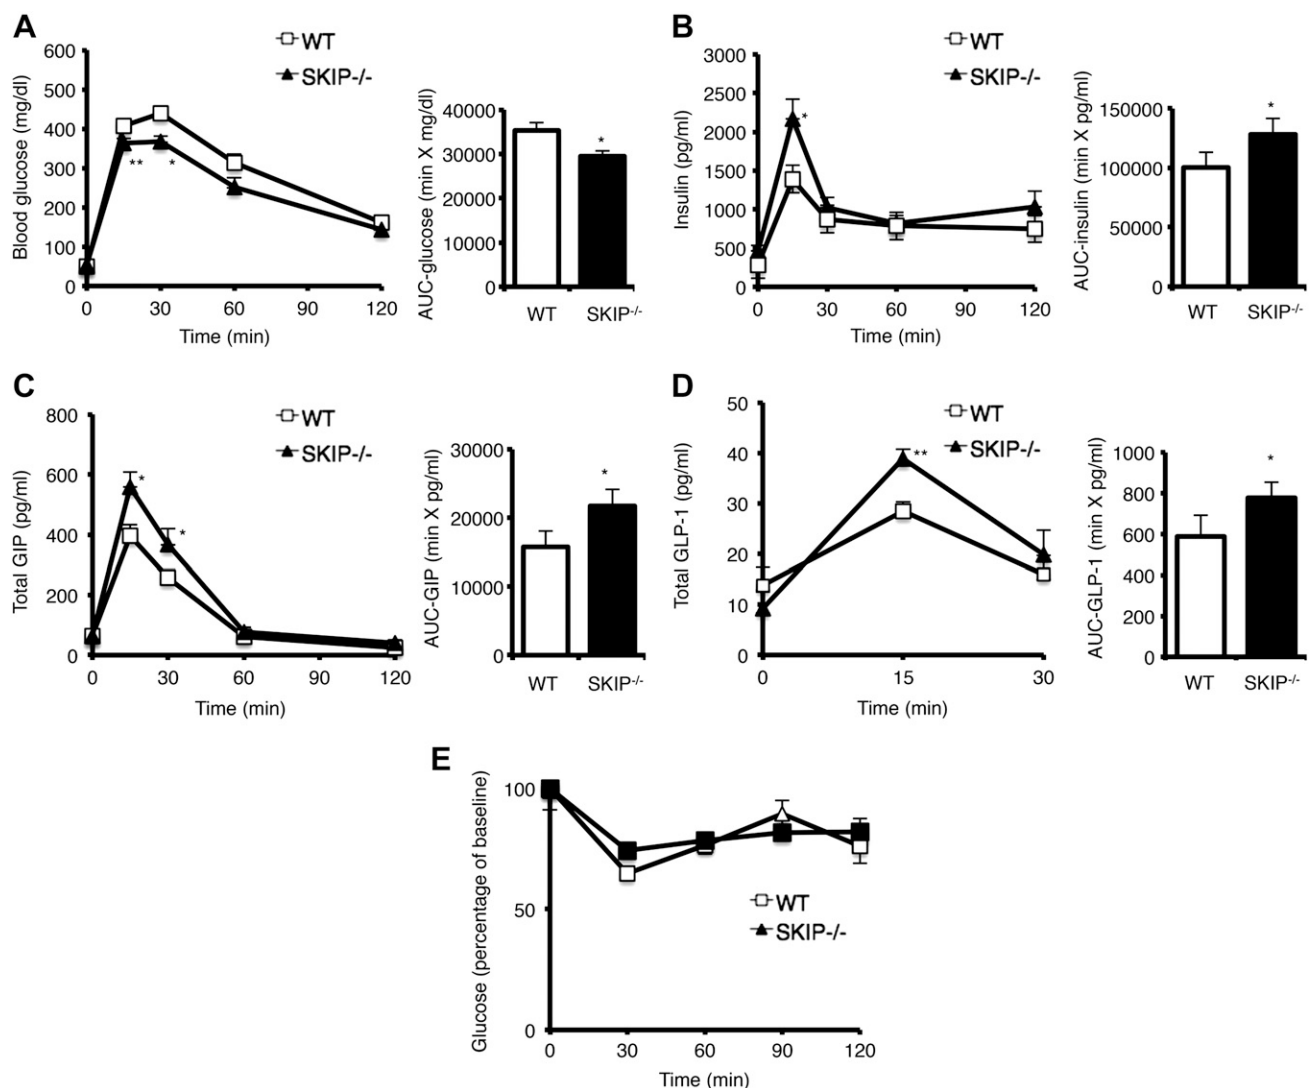 A
WT
SKIP-/-
Blood glucose (mg/dl)
600
500
400
300
200
100
0
**
*
0 30 60 90 120
Time (min)
AUC-glucose (min X mg/dl)
40000
30000
20000
10000
0
*
WT SKIP-/-
B
WT
SKIP-/-
Insulin (pg/ml)
3000
2500
2000
1500
1000
500
0
*
0 30 60 90 120
Time (min)
AUC-insulin (min X pg/ml)
150000
100000
50000
0
*
WT SKIP-/-
C
WT
SKIP-/-
Total GIP (pg/ml)
800
600
400
200
0
*
*
0 30 60 90 120
Time (min)
AUC-GIP (min X pg/ml)
30000
20000
10000
0
*
WT SKIP-/-
D
WT
SKIP-/-
Total GLP-1 (pg/ml)
50
40
30
20
10
0
**
0 15 30
Time (min)
AUC-GLP-1 (min X pg/ml)
1000
800
600
400
200
0
*
WT SKIP-/-
E
Glucose (percentage of baseline)
100
50
0
WT
SKIP-/-
0 30 60 90 120
Time (min)